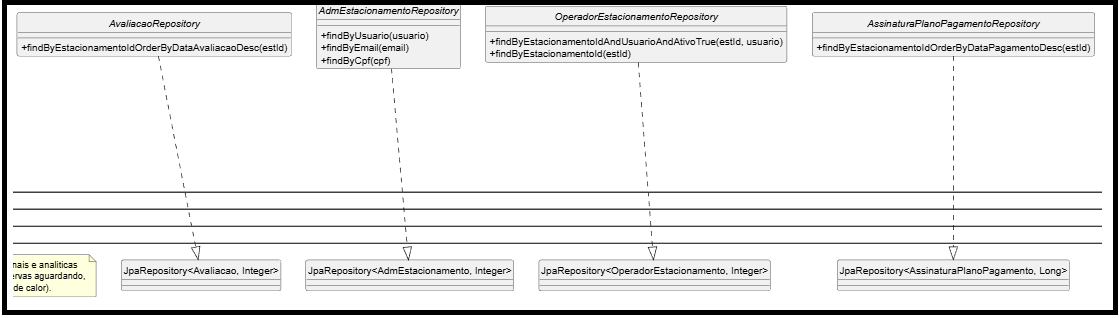 AvaliacaoRepository
+findByEstacionamentoIdOrderByDataAvaliacaoDesc(estId)
AdmEstacionamentoRepository
+findByUsuario(usuario)
+findByEmail(email)
+findByCpf(cpf)
OperadorEstacionamentoRepository
+findByEstacionamentoIdAndUsuarioAndAtivoTrue(estId, usuario)
+findByEstacionamentoId(estId)
AssinaturaPlanoPagamentoRepository
+findByEstacionamentoIdOrderByDataPagamentoDesc(estId)
nais e analiticas
ervas aguardando,
de calor).
JpaRepository<Avaliacao, Integer>
JpaRepository<AdmEstacionamento, Integer>
JpaRepository<OperadorEstacionamento, Integer>
JpaRepository<AssinaturaPlanoPagamento, Long>